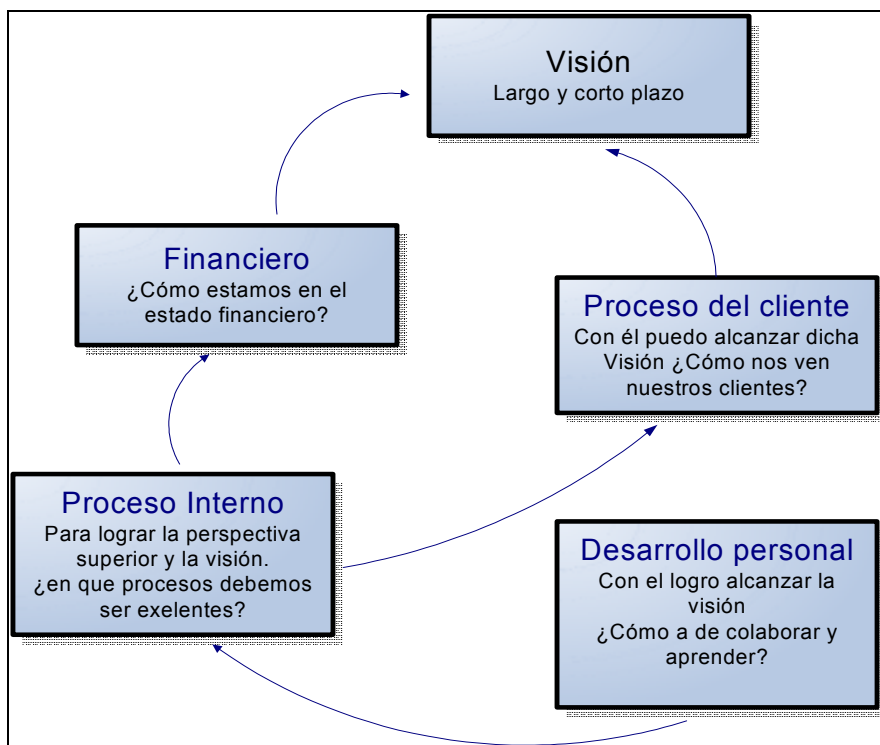 Visión
Largo y corto plazo
Financiero
¿Cómo estamos en el
estado financiero?
Proceso del cliente
Con él puedo alcanzar dicha
Visión ¿Cómo nos ven
nuestros clientes?
Proceso Interno
Para lograr la perspectiva
superior y la visión.
¿en que procesos debemos
ser exelentes?
Desarrollo personal
Con el logro alcanzar la
visión
¿Cómo a de colaborar y
aprender?